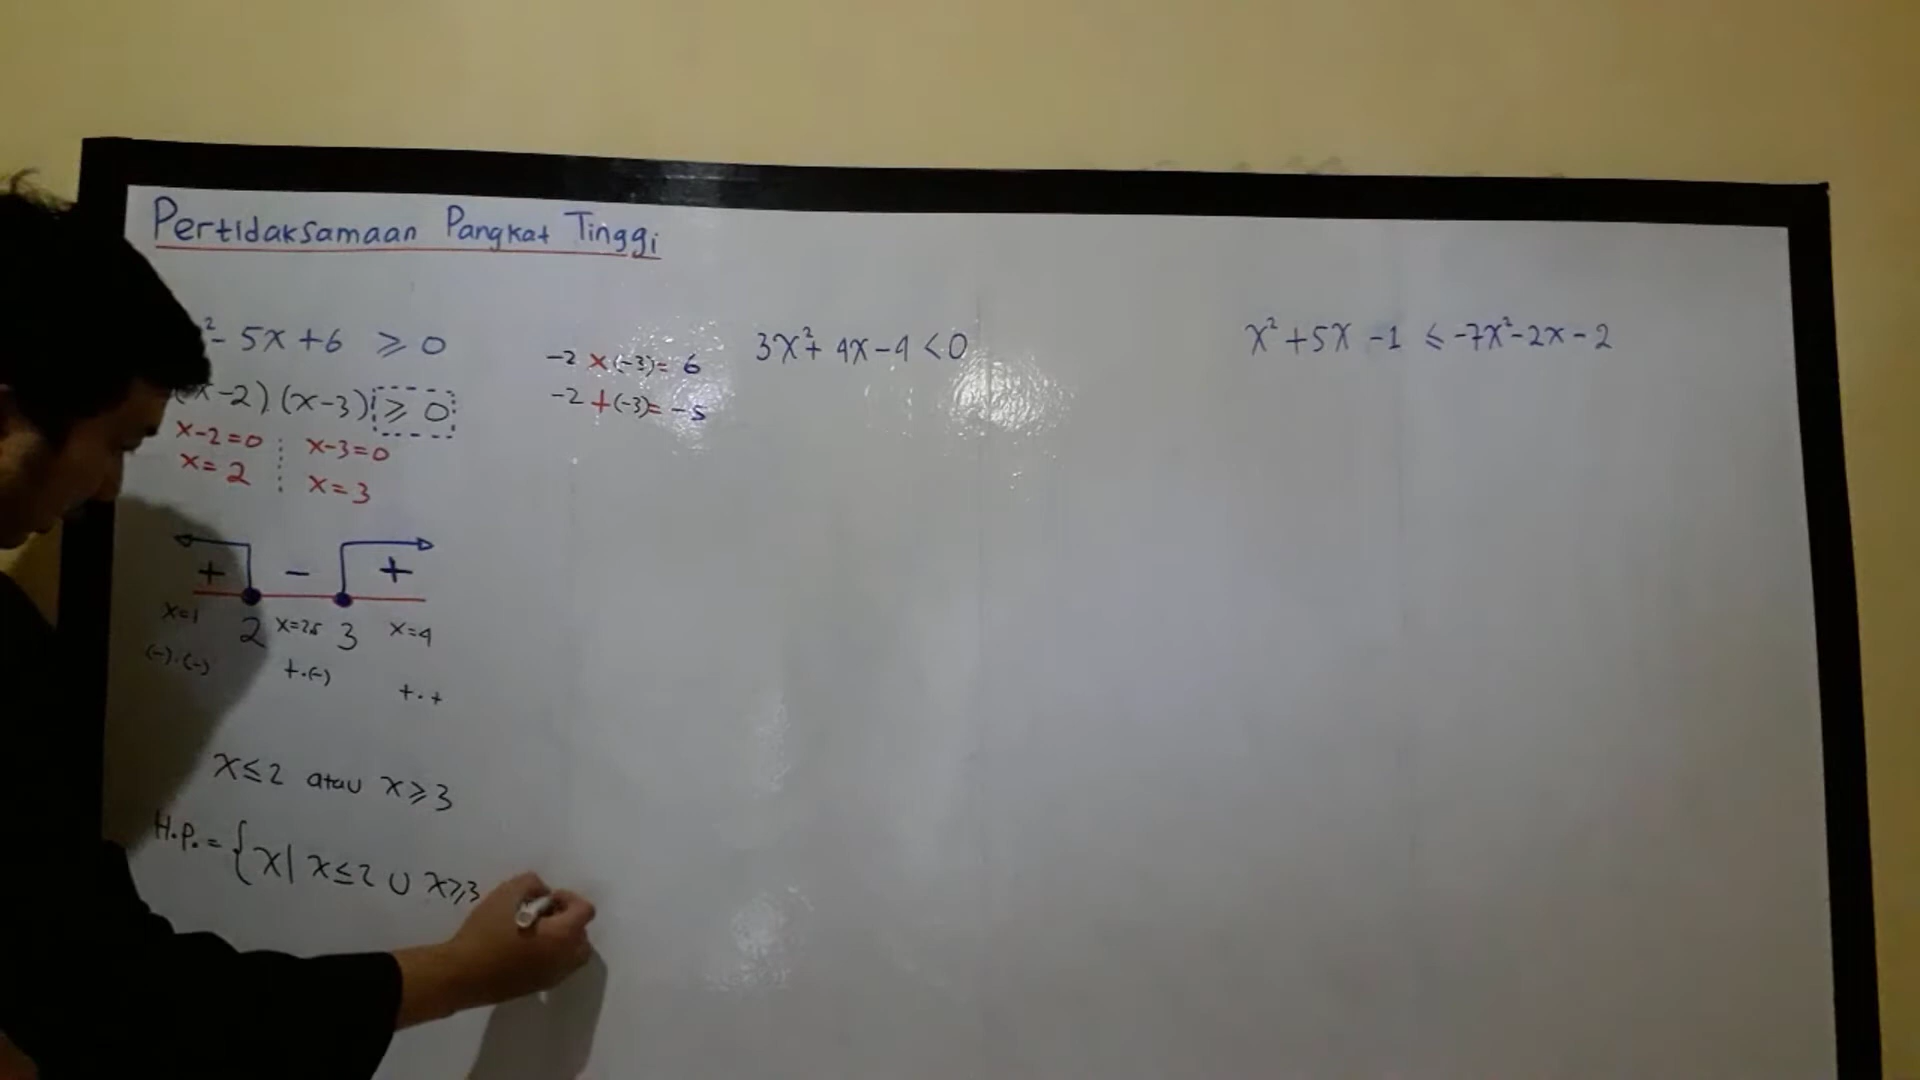 Pertidaksamaan Pangkat Tinggi
² - 5x + 6 ≥ 0
(x-2) (x-3) ≥ 0
x-2=0 x-3=0
x=2 x=3
+ - +
x=1 2 x=2,5 3 x=4
(-).(-) +.(-) +.+
x≤2 atau x≥3
H.P. = {x| x≤2 ∪ x≥3
-2 x (-3)= 6
-2 + (-3)= -5
3x² + 4x - 4 < 0
x² + 5x - 1 ≤ -7x² - 2x - 2